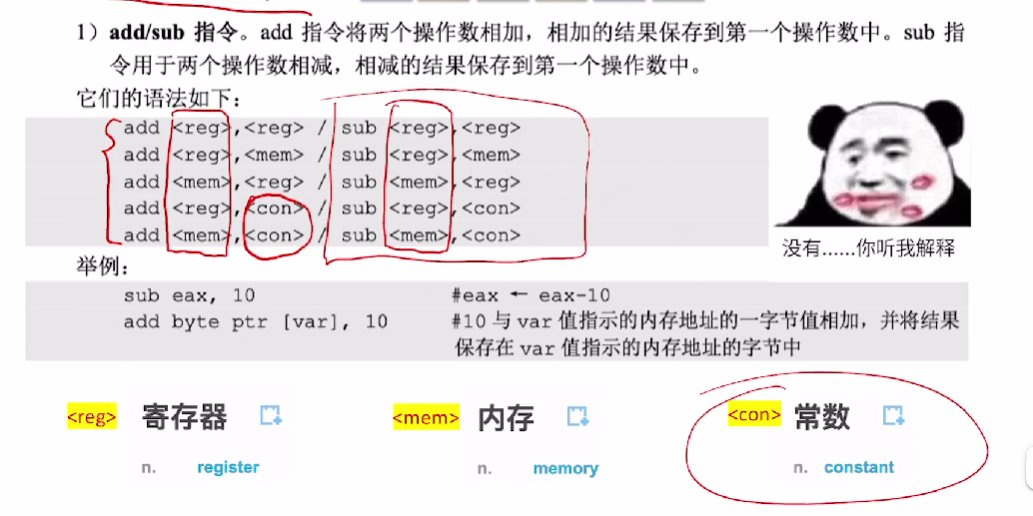 1）add/sub 指令。add 指令将两个操作数相加，相加的结果保存到第一个操作数中。sub 指
令用于两个操作数相减，相减的结果保存到第一个操作数中。
它们的语法如下：
add <reg>,<reg> / sub <reg>,<reg>
add <reg>,<mem> / sub <reg>,<mem>
add <mem>,<reg> / sub <mem>,<reg>
add <reg>,<con> / sub <reg>,<con>
add <mem>,<con> / sub <mem>,<con>
没有......你听我解释
举例：
sub eax, 10 #eax ← eax-10
add byte ptr [var], 10 #10 与 var 值指示的内存地址的一字节值相加，并将结果
保存在 var 值指示的内存地址的字节中
<reg> 寄存器 <mem> 内存 <con> 常数
n. register n. memory n. constant